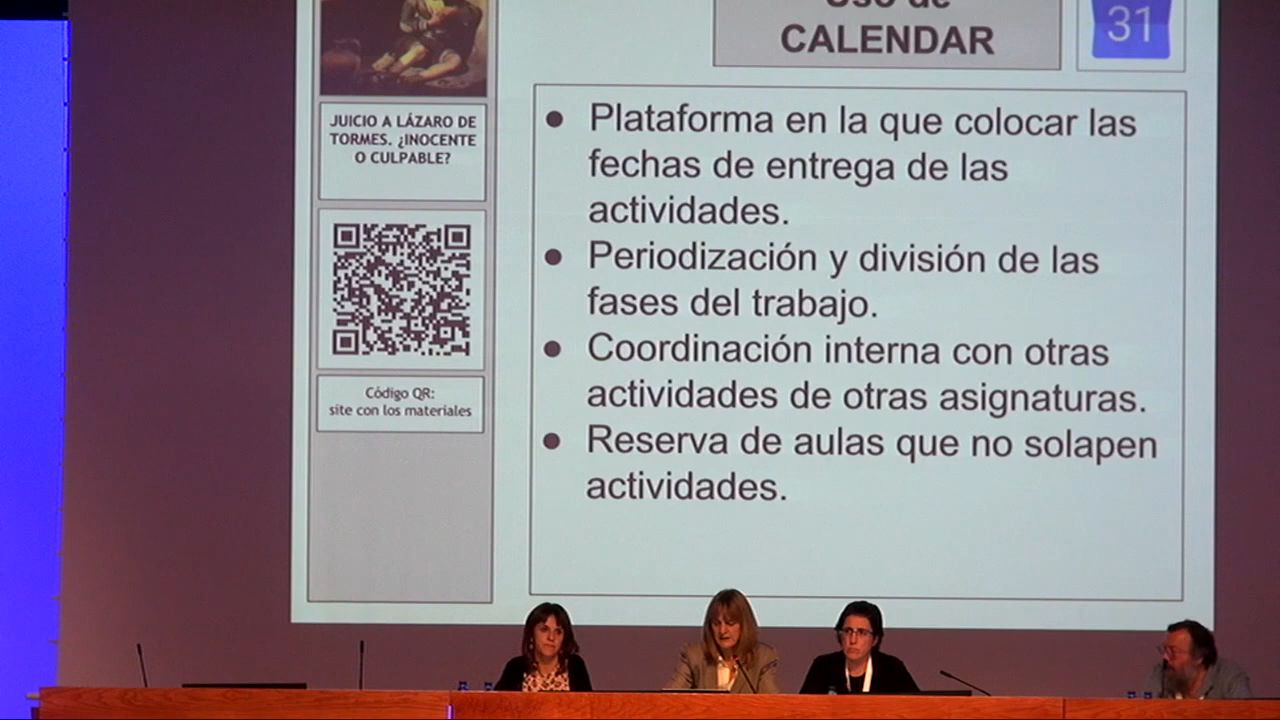 Uso de
CALENDAR
31
JUICIO A LÁZARO DE
TORMES. ¿INOCENTE
O CULPABLE?
Código QR:
site con los materiales
● Plataforma en la que colocar las
fechas de entrega de las
actividades.
● Periodización y división de las
fases del trabajo.
● Coordinación interna con otras
actividades de otras asignaturas.
● Reserva de aulas que no solapen
actividades.